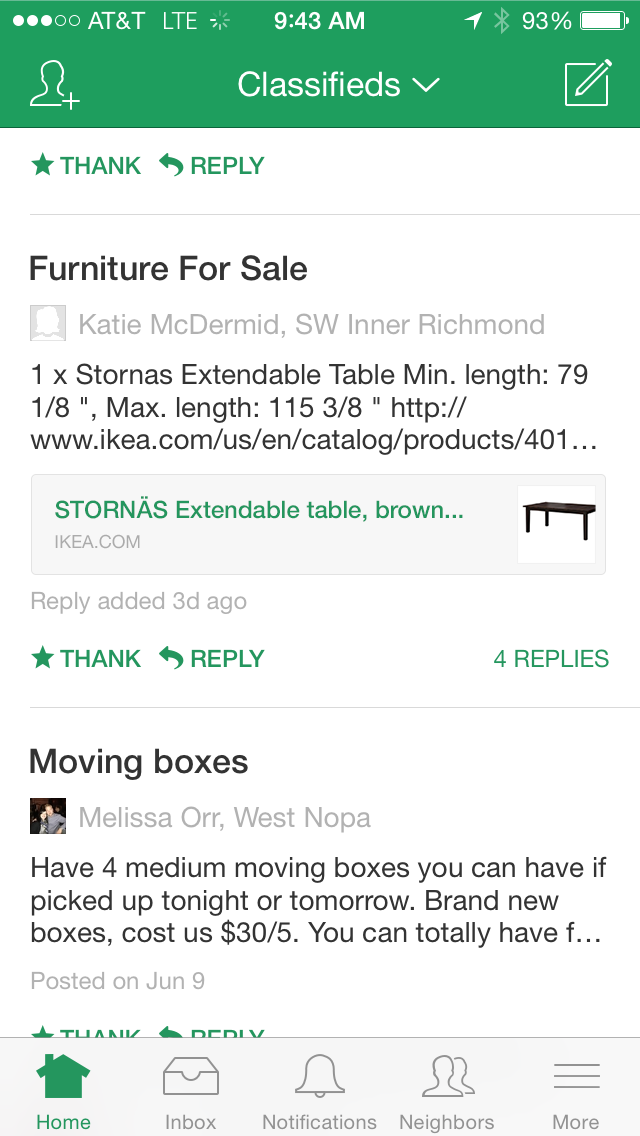 AT&T LTE 9:43 AM 93%
Classifieds
THANK REPLY
Furniture For Sale
Katie McDermid, SW Inner Richmond
1 x Stornas Extendable Table Min. length: 79
1/8 ", Max. length: 115 3/8 " http://
www.ikea.com/us/en/catalog/products/401...
STORNÄS Extendable table, brown...
IKEA.COM
Reply added 3d ago
THANK REPLY 4 REPLIES
Moving boxes
Melissa Orr, West Nopa
Have 4 medium moving boxes you can have if
picked up tonight or tomorrow. Brand new
boxes, cost us $30/5. You can totally have f...
Posted on Jun 9
THANK REPLY
Home Inbox Notifications Neighbors More